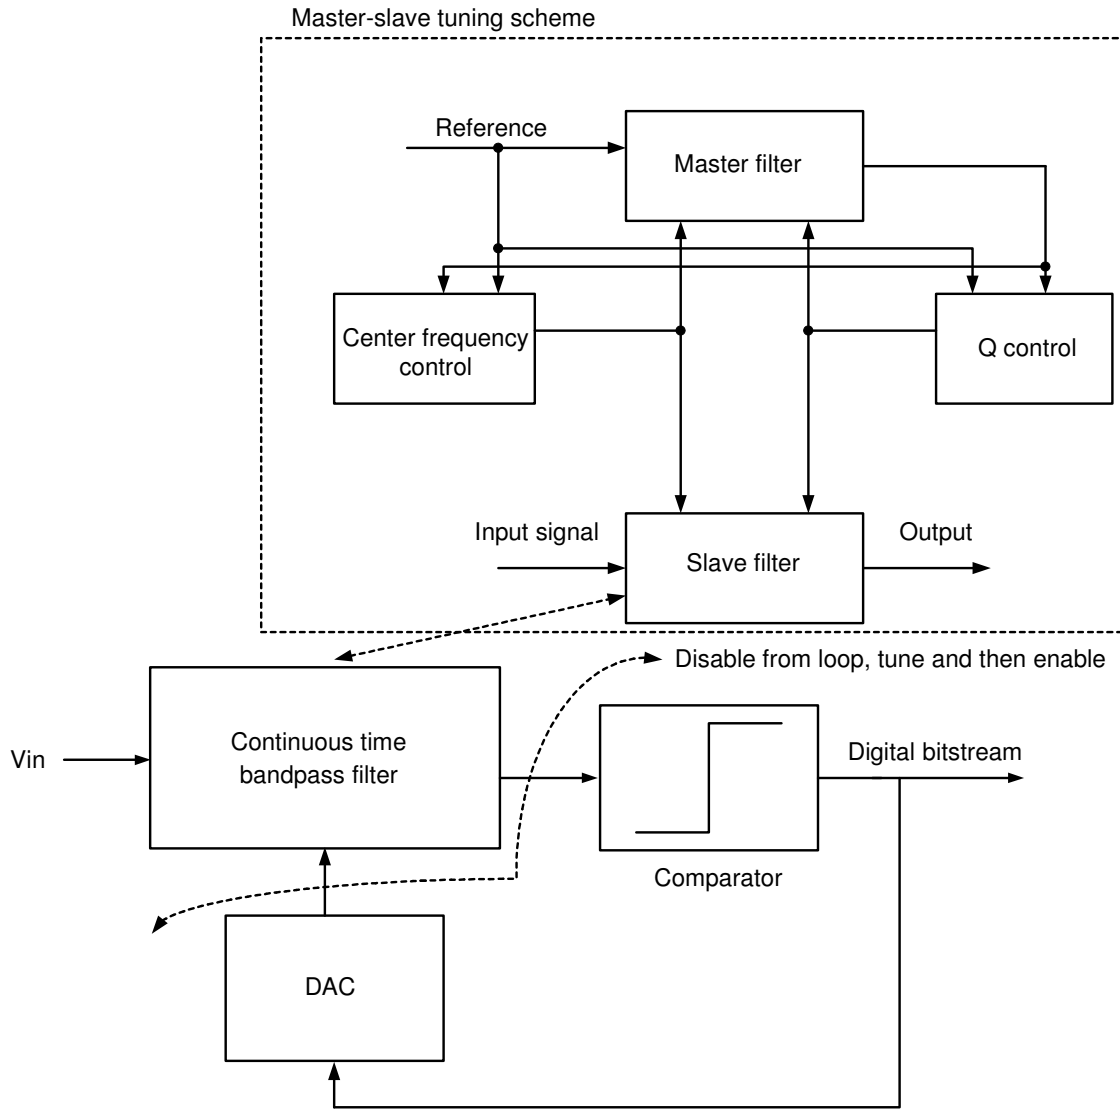 Master-slave tuning scheme
Reference
Master filter
Center frequency
control
Q control
Input signal
Slave filter
Output
Disable from loop, tune and then enable
Vin
Continuous time
bandpass filter
Digital bitstream
Comparator
DAC